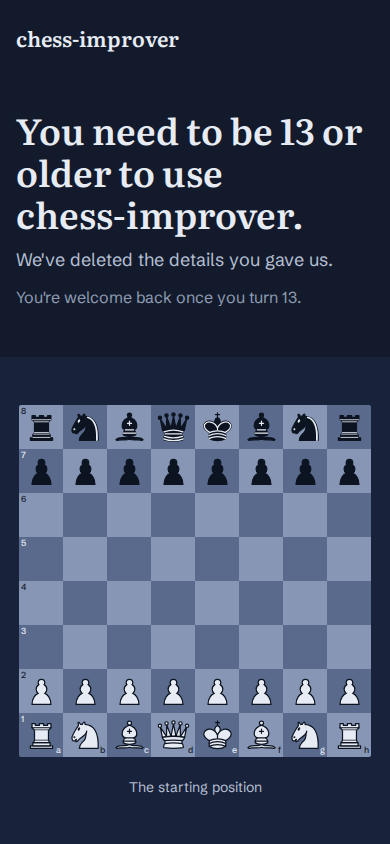 chess-improver
You need to be 13 or
older to use
chess-improver.
We've deleted the details you gave us.
You're welcome back once you turn 13.
8
7
6
5
4
3
2
1
a b c d e f g h
The starting position